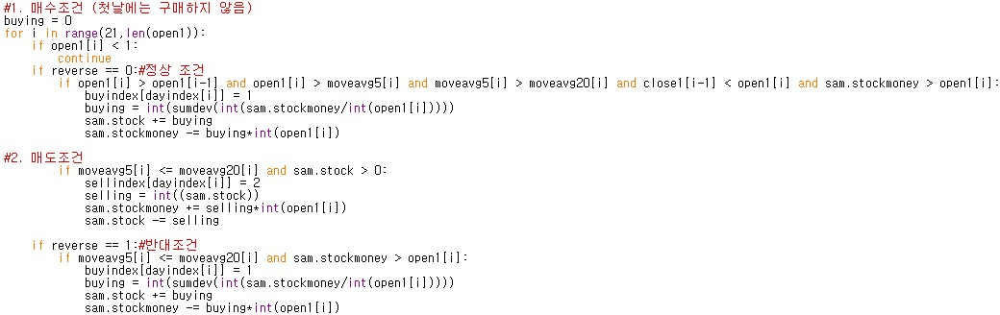 #1. 매수조건 (첫날에는 구매하지 않음)
buying = 0
for i in range(21,len(open1)):
    if open1[i] < 1:
        continue
    if reverse == 0:#정상 조건
        if open1[i] > open1[i-1] and open1[i] > moveavg5[i] and moveavg5[i] > moveavg20[i] and close1[i-1] < open1[i] and sam.stockmoney > open1[i]:
            buyindex[dayindex[i]] = 1
            buying = int(sumdev(int(sam.stockmoney/int(open1[i]))))
            sam.stock += buying
            sam.stockmoney -= buying*int(open1[i])
#2. 매도조건
        if moveavg5[i] <= moveavg20[i] and sam.stock > 0:
            sellindex[dayindex[i]] = 2
            selling = int((sam.stock))
            sam.stockmoney += selling*int(open1[i])
            sam.stock -= selling
    if reverse == 1:#반대조건
        if moveavg5[i] <= moveavg20[i] and sam.stockmoney > open1[i]:
            buyindex[dayindex[i]] = 1
            buying = int(sumdev(int(sam.stockmoney/int(open1[i]))))
            sam.stock += buying
            sam.stockmoney -= buying*int(open1[i])